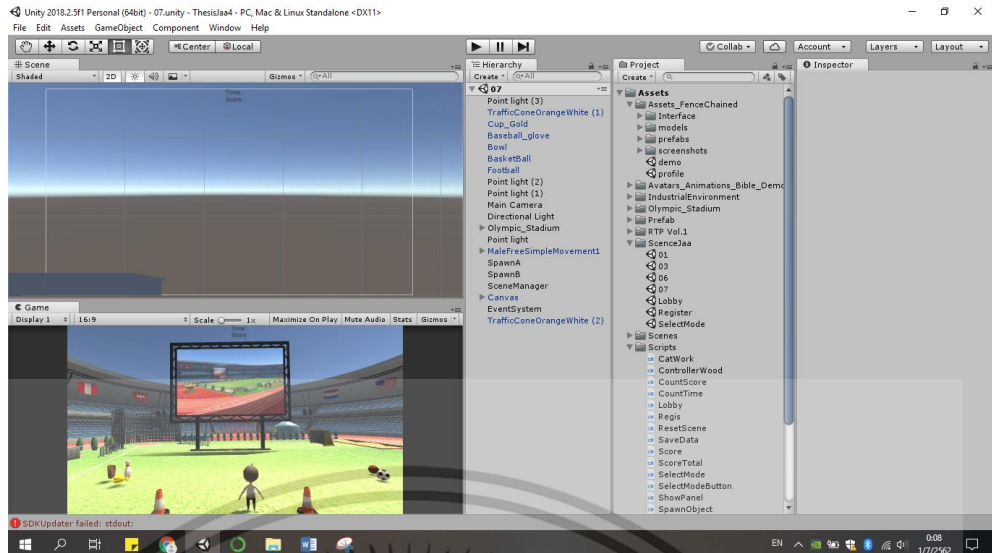 Unity 2018.2.5f1 Personal (64bit) - 07.unity - ThesisJaa4 - PC, Mac & Linux Standalone <DX11>
File Edit Assets GameObject Component Window Help
Center Local
Collab Account Layers Layout
Scene
Shaded 2D Gizmos All
Time :
Score :
Game
Display 1 16:9 Scale 1x Maximize On Play Mute Audio Stats Gizmos
Time :
Score :
Hierarchy
Create All
07
Point light (3)
TrafficConeOrangeWhite (1)
Cup_Gold
Baseball_glove
Bowl
BasketBall
Football
Point light (2)
Point light (1)
Main Camera
Directional Light
Olympic_Stadium
Point light
MaleFreeSimpleMovement1
SpawnA
SpawnB
SceneManager
Canvas
EventSystem
TrafficConeOrangeWhite (2)
Project
Create
Assets
Assets_FenceChained
Interface
models
prefabs
screenshots
demo
profile
Avatars_Animations_Bible_Demo
IndustrialEnvironment
Olympic_Stadium
Prefab
RTP Vol.1
ScenceJaa
01
03
06
07
Lobby
Register
SelectMode
Scenes
Scripts
CatWork
ControllerWood
CountScore
CountTime
Lobby
Regis
ResetScene
SaveData
Score
ScoreTotal
SelectMode
SelectModeButton
ShowPanel
SpawnObject
Inspector
SDKUpdater failed: stdout:
EN 0:08
1/7/2562